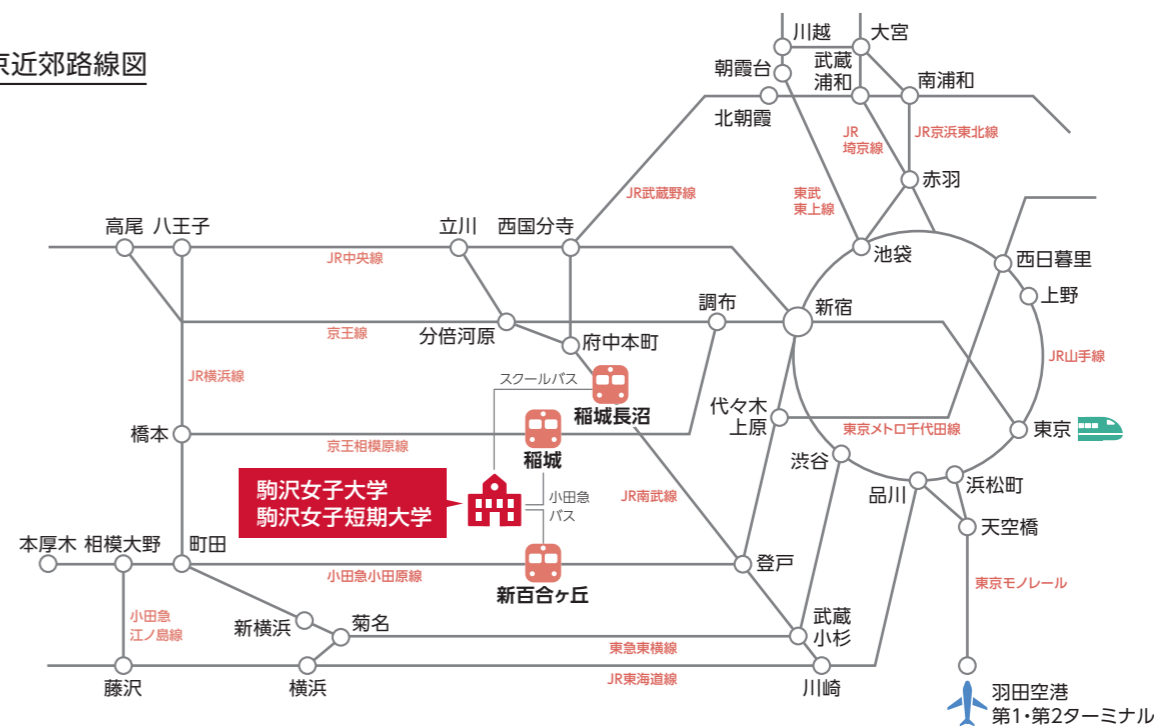 京近郊路線図
川越
大宮
朝霞台
武蔵
浦和
南浦和
北朝霞
JR
埼京線
JR京浜東北線
赤羽
JR武蔵野線
東武
東上線
高尾
八王子
立川
西国分寺
池袋
西日暮里
JR中央線
調布
新宿
上野
京王線
分倍河原
府中本町
JR山手線
JR横浜線
スクールバス
稲城長沼
代々木
上原
東京メトロ千代田線
東京
橋本
京王相模原線
稲城
渋谷
品川
浜松町
駒沢女子大学
駒沢女子短期大学
小田急
バス
JR南武線
天空橋
本厚木
相模大野
町田
小田急小田原線
新百合ヶ丘
登戸
東京モノレール
小田急
江ノ島線
新横浜
菊名
武蔵
小杉
東急東横線
JR東海道線
藤沢
横浜
川崎
羽田空港
第1・第2ターミナル